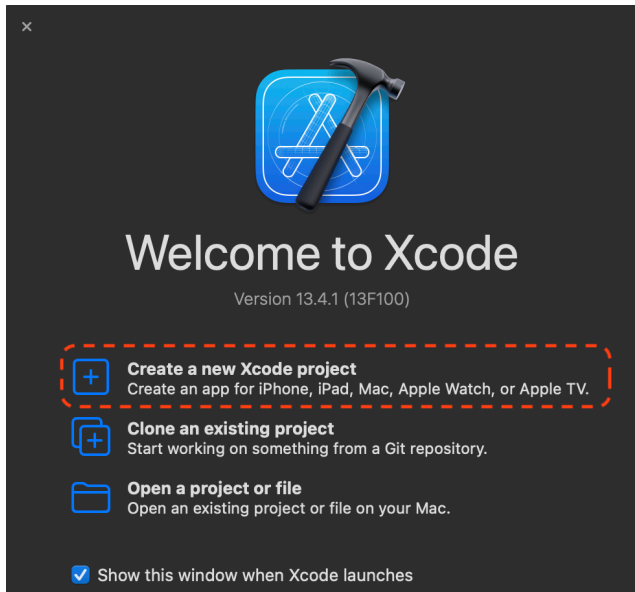 Welcome to Xcode
Version 13.4.1 (13F100)
Create a new Xcode project
Create an app for iPhone, iPad, Mac, Apple Watch, or Apple TV.
Clone an existing project
Start working on something from a Git repository.
Open a project or file
Open an existing project or file on your Mac.
Show this window when Xcode launches